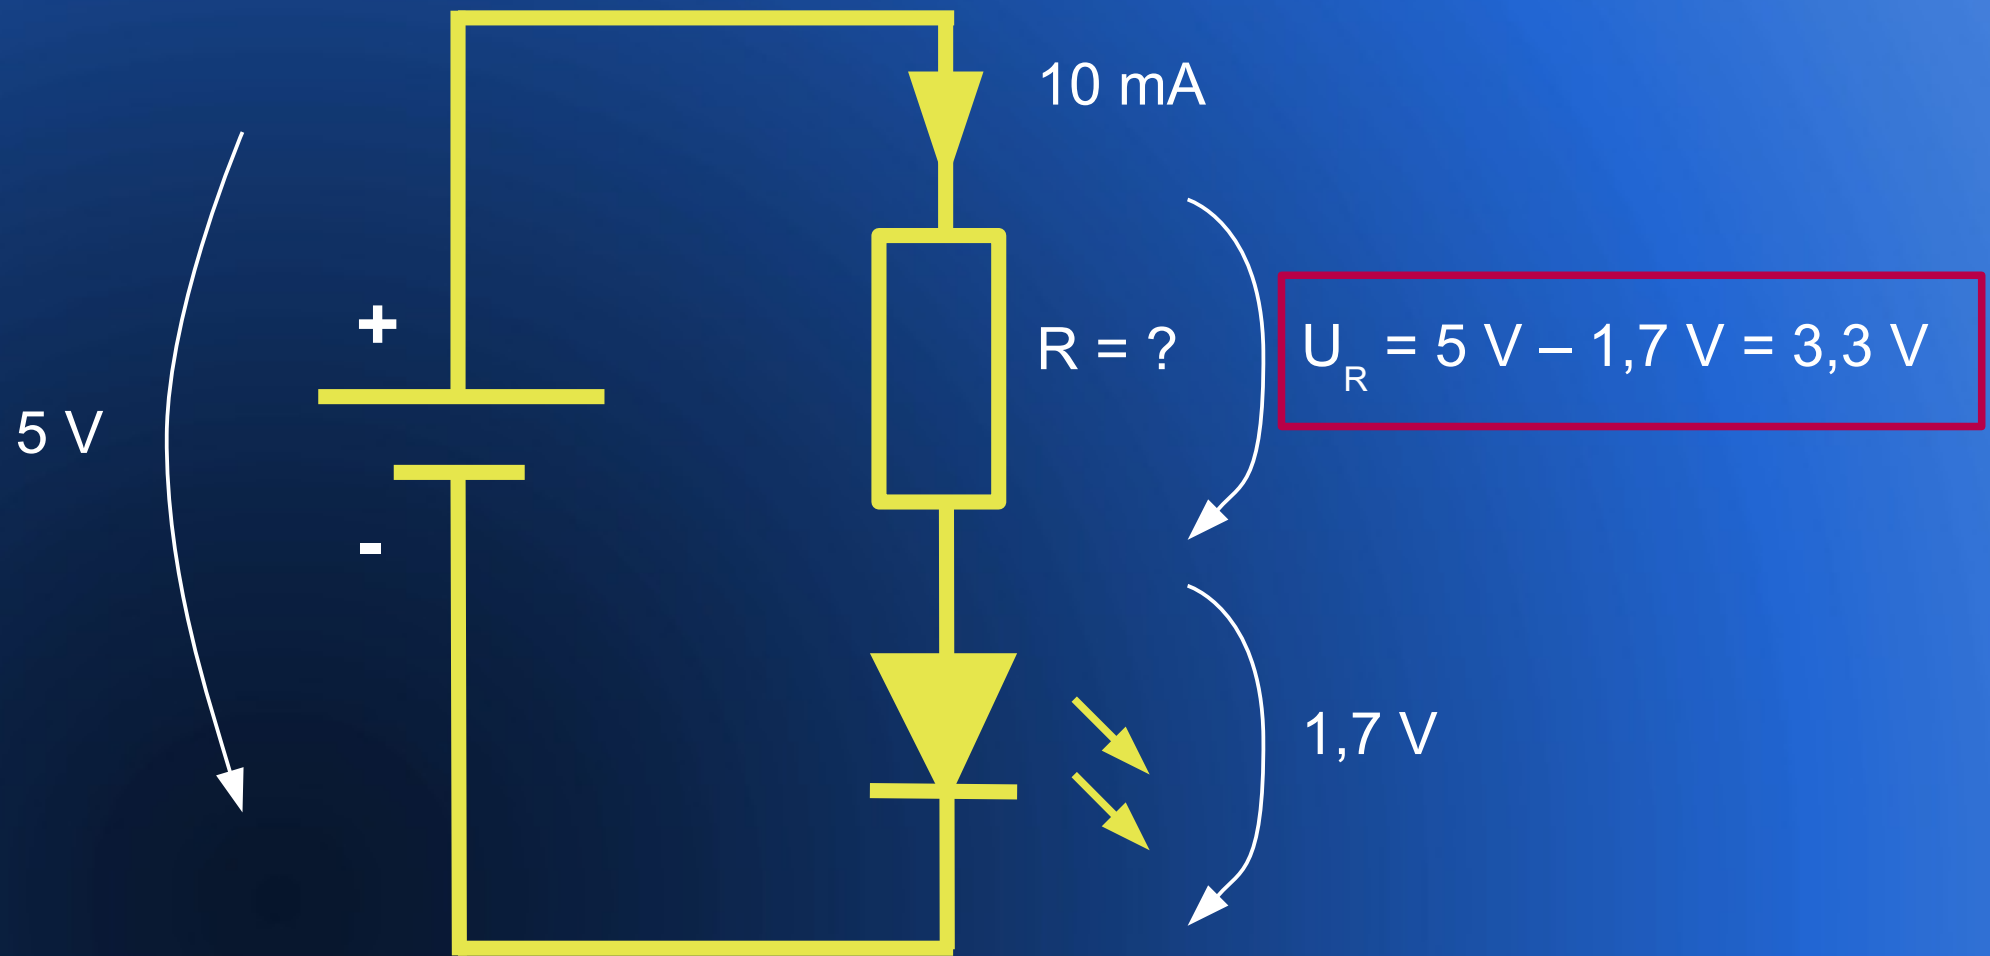 10 mA
+
R = ?
U_R = 5 V – 1,7 V = 3,3 V
5 V
-
1,7 V